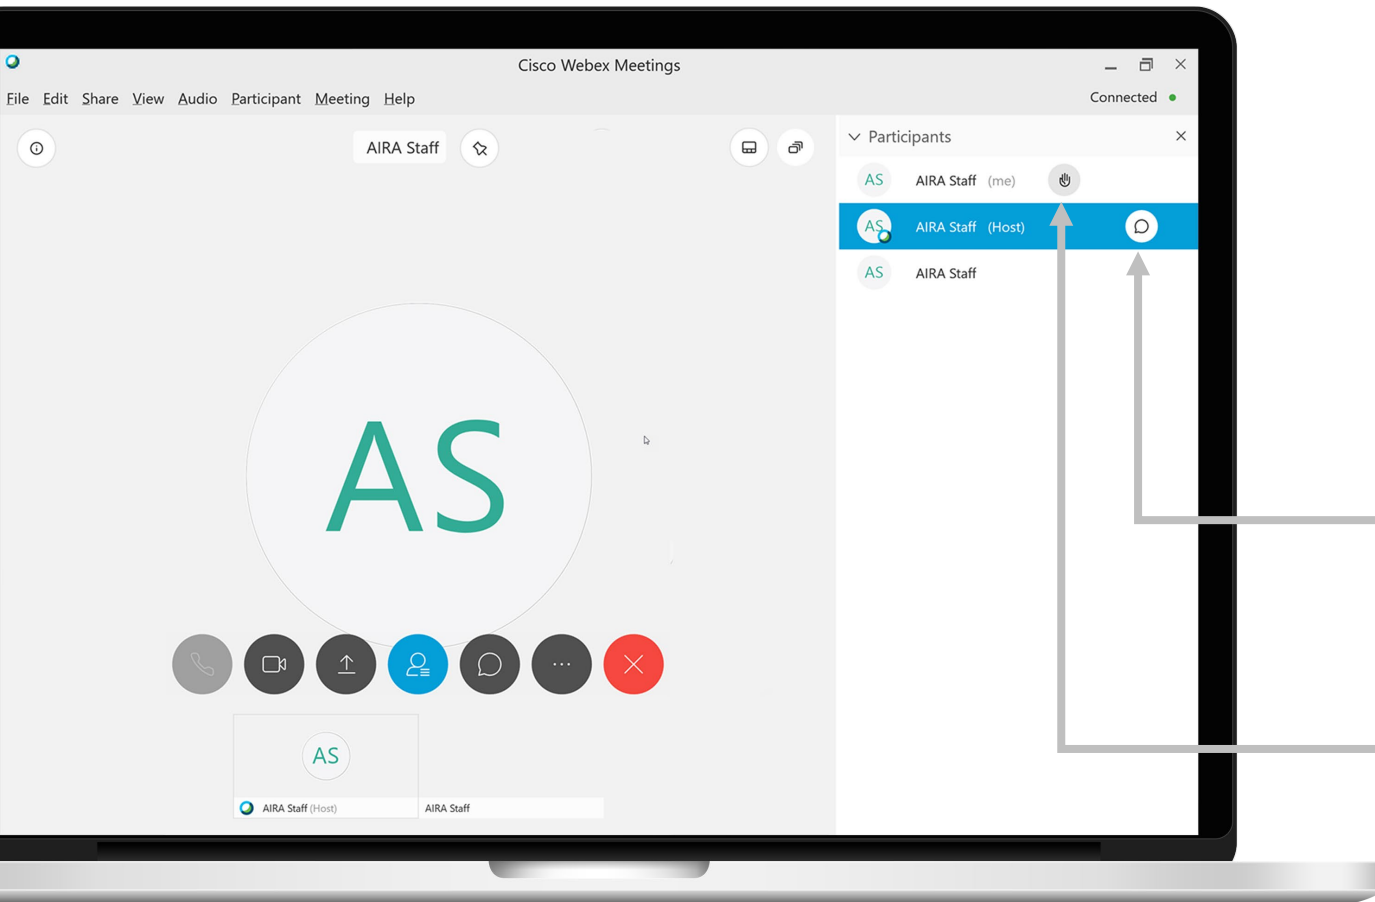 Cisco Webex Meetings
File Edit Share View Audio Participant Meeting Help
Connected
AIRA Staff
Participants
AS AIRA Staff (me)
AS AIRA Staff (Host)
AS AIRA Staff
AS
AS
AIRA Staff (Host)
AIRA Staff